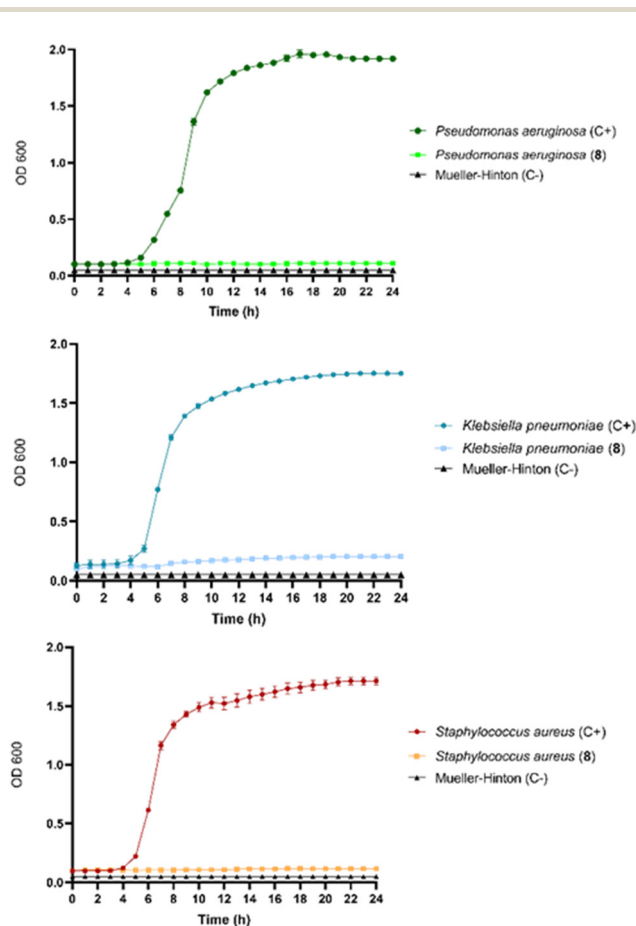 2.0
1.5
1.0
0.5
0.0
OD 600
0 2 4 6 8 10 12 14 16 18 20 22 24
Time (h)
Pseudomonas aeruginosa (C+)
Pseudomonas aeruginosa (8)
Mueller-Hinton (C-)
2.0
1.5
1.0
0.5
0.0
OD 600
0 2 4 6 8 10 12 14 16 18 20 22 24
Time (h)
Klebsiella pneumoniae (C+)
Klebsiella pneumoniae (8)
Mueller-Hinton (C-)
2.0
1.5
1.0
0.5
0.0
OD 600
0 2 4 6 8 10 12 14 16 18 20 22 24
Time (h)
Staphylococcus aureus (C+)
Staphylococcus aureus (8)
Mueller-Hinton (C-)